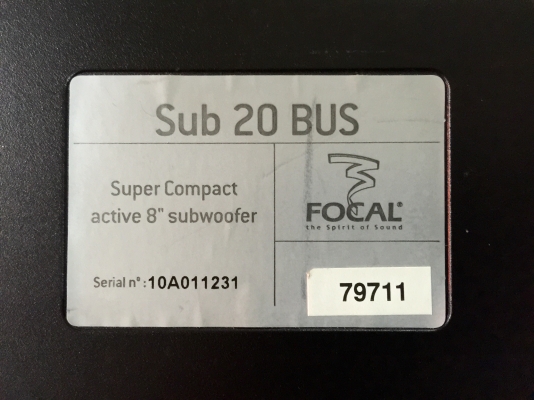 Sub 20 BUS
Super Compact
active 8" subwoofer
Serial n° : 10A011231
FOCAL®
the Spirit of Sound
79711